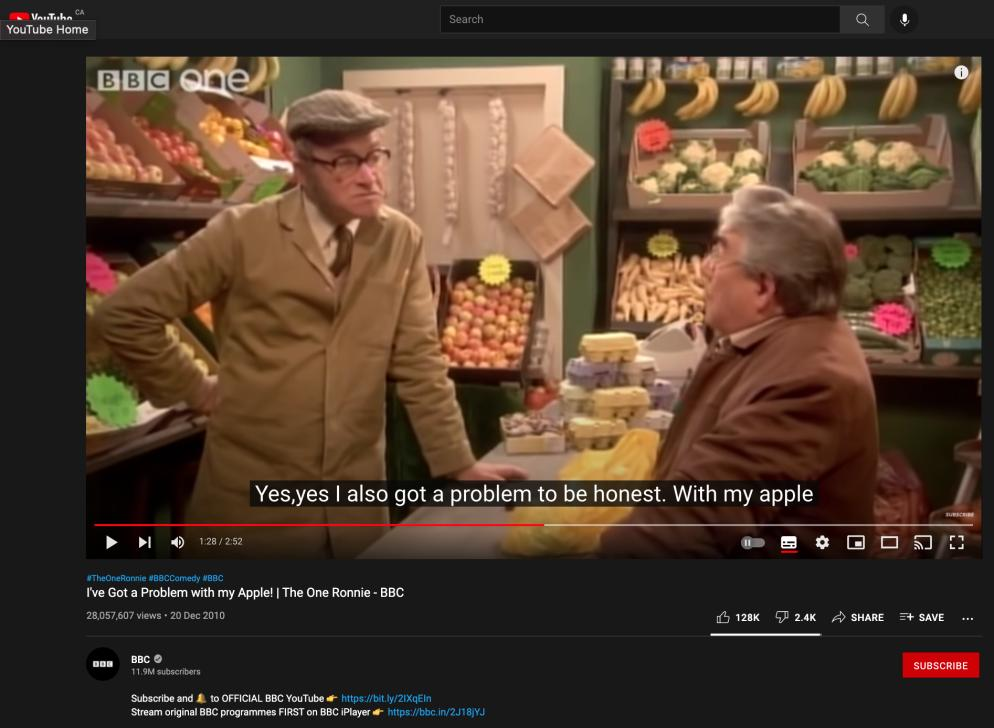 YouTube CA
YouTube Home
Search
BBC one
Yes,yes I also got a problem to be honest. With my apple
SUBSCRIBE
1:28 / 2:52
#TheOneRonnie #BBCComedy #BBC
I've Got a Problem with my Apple! | The One Ronnie - BBC
28,057,607 views • 20 Dec 2010
128K 2.4K SHARE SAVE ...
BBC
BBC
11.9M subscribers
SUBSCRIBE
Subscribe and 🔔 to OFFICIAL BBC YouTube 👉 https://bit.ly/2IXqEIn
Stream original BBC programmes FIRST on BBC iPlayer 👉 https://bbc.in/2J18jYJ